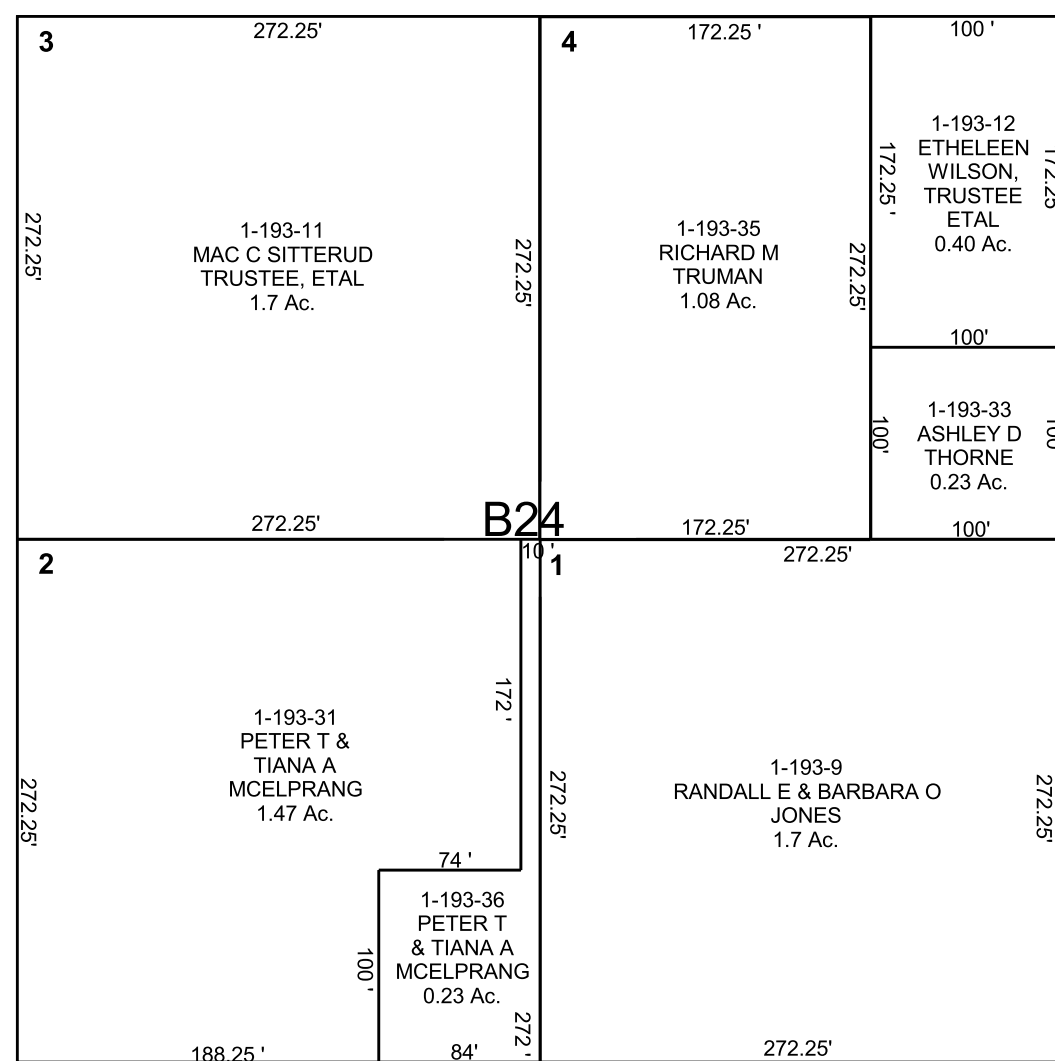 3
272.25'
272.25'
1-193-11
MAC C SITTERUD
TRUSTEE, ETAL
1.7 Ac.
272.25'
272.25'
4
172.25 '
1-193-35
RICHARD M
TRUMAN
1.08 Ac.
272.25'
172.25'
100 '
172.25 '
1-193-12
ETHELEEN
WILSON,
TRUSTEE
ETAL
0.40 Ac.
172.25
100'
100'
1-193-33
ASHLEY D
THORNE
0.23 Ac.
100
100'
B24
2
10 '
272.25'
1-193-31
PETER T &
TIANA A
MCELPRANG
1.47 Ac.
172 '
74 '
188.25 '
100 '
1-193-36
PETER T
& TIANA A
MCELPRANG
0.23 Ac.
272 '
84'
1
272.25'
272.25'
1-193-9
RANDALL E & BARBARA O
JONES
1.7 Ac.
272.25'
272.25'